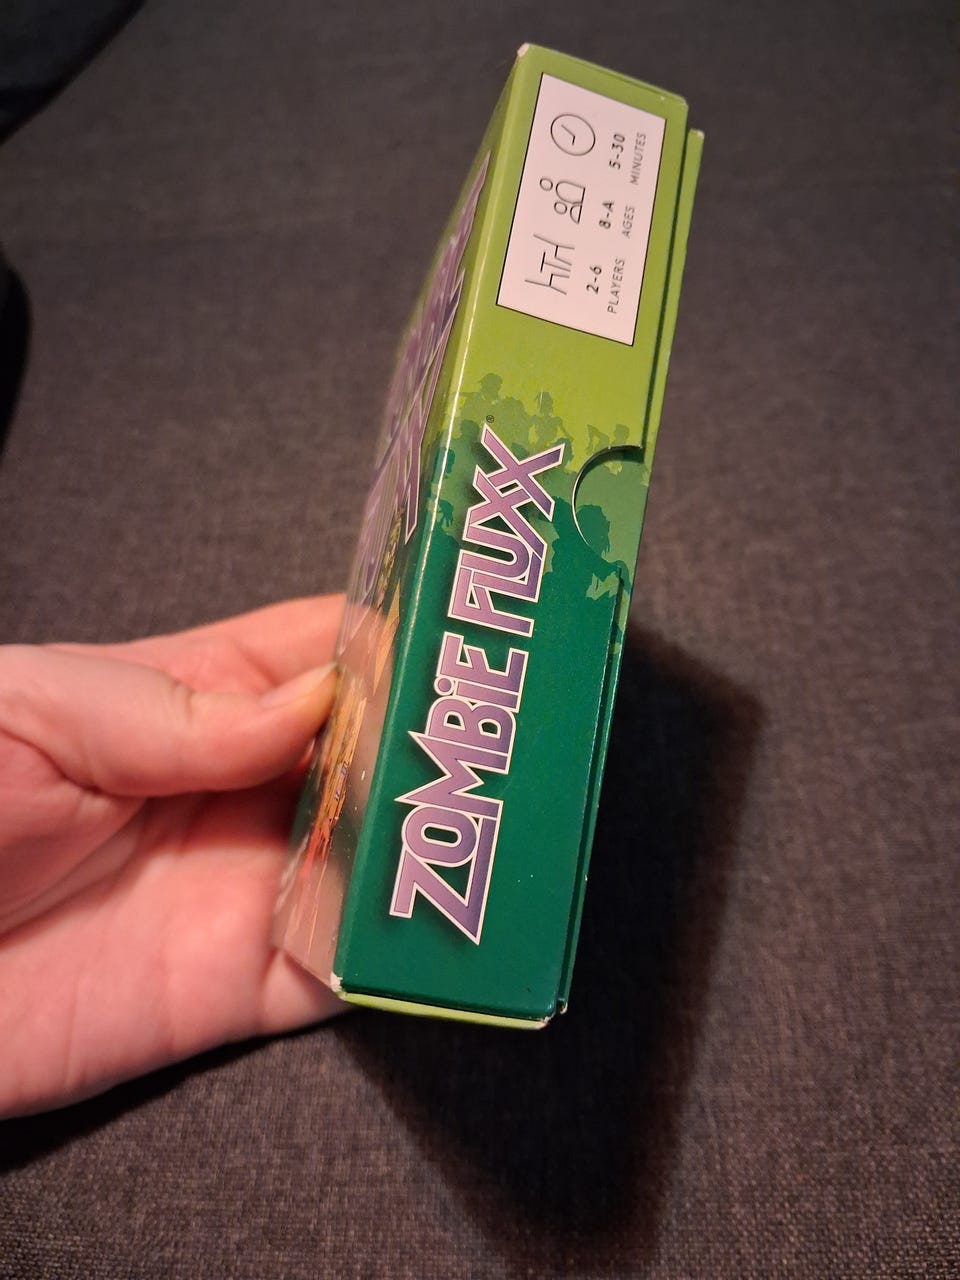 ZOMBiE FLUXX®
2-6 8-A 5-30
PLAYERS AGES MINUTES